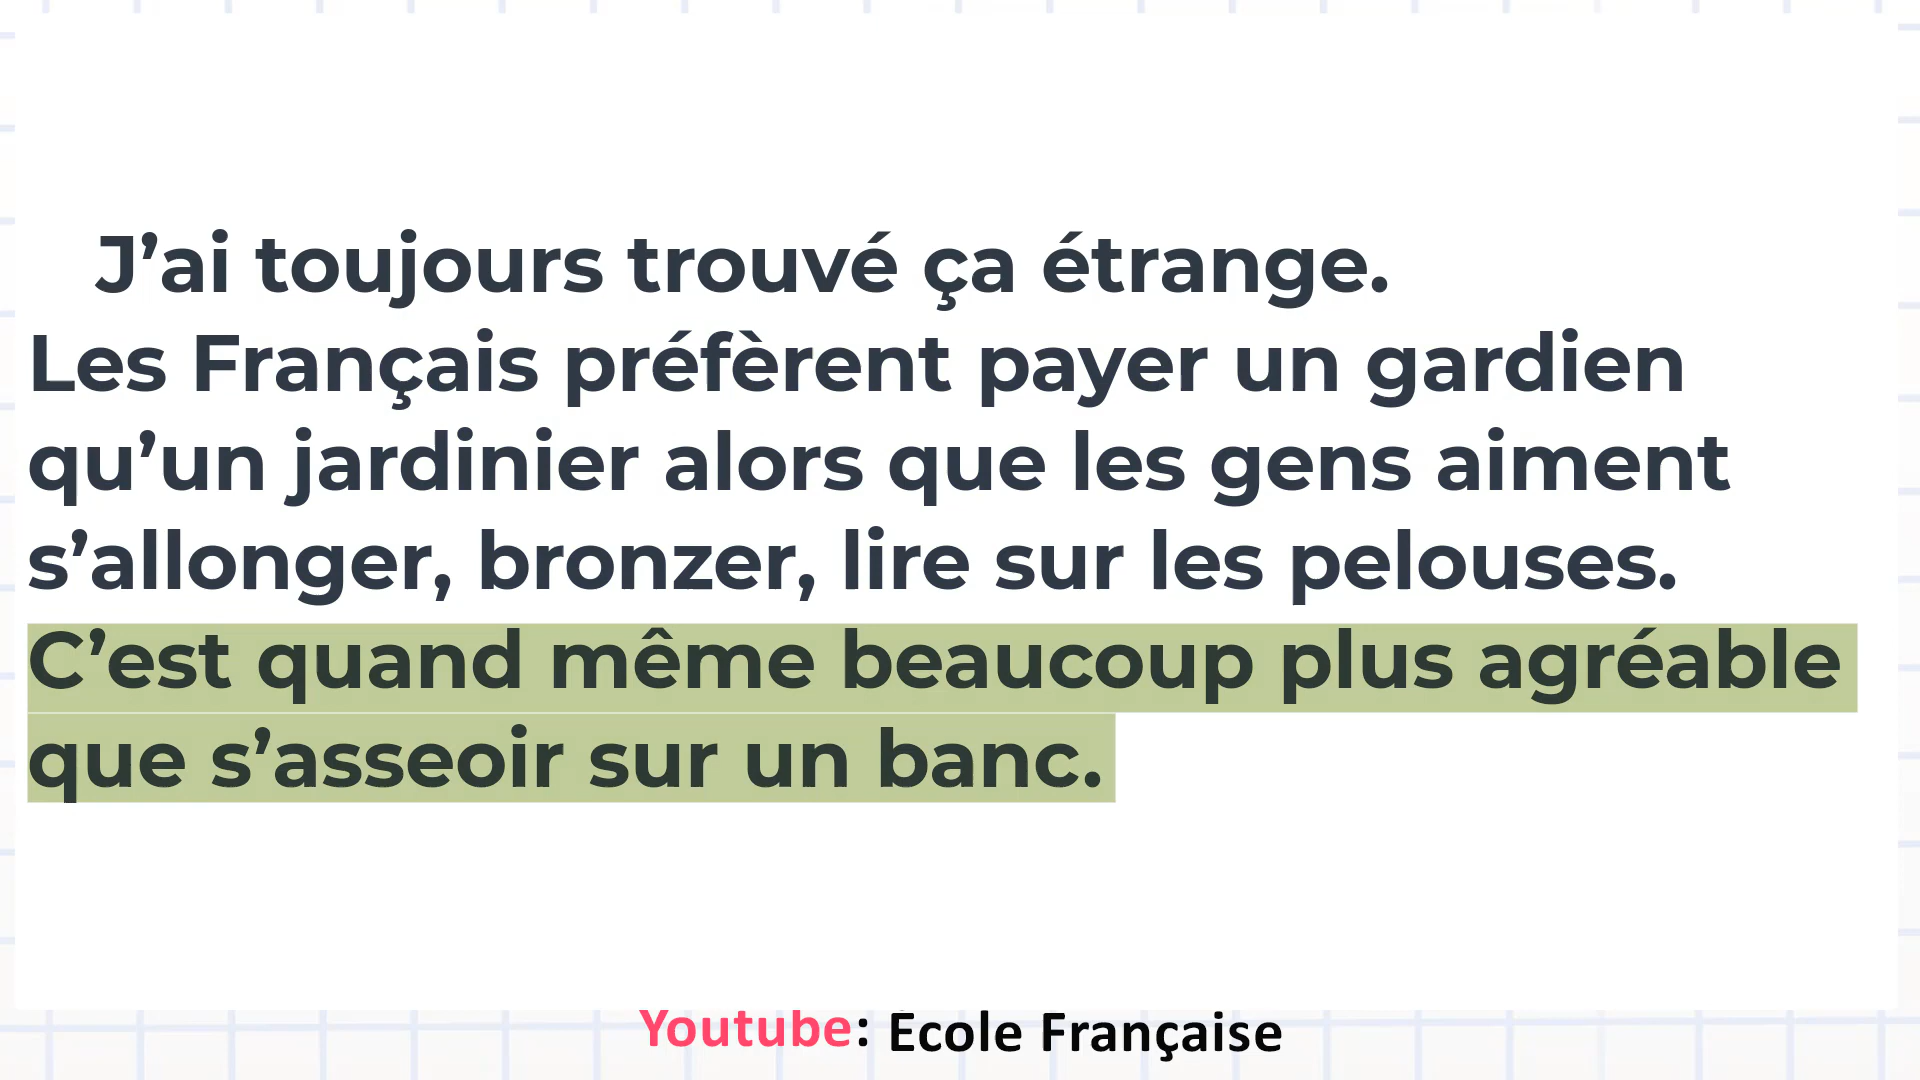 J’ai toujours trouvé ça étrange.
Les Français préfèrent payer un gardien
qu’un jardinier alors que les gens aiment
s’allonger, bronzer, lire sur les pelouses.
C’est quand même beaucoup plus agréable
que s’asseoir sur un banc.
Youtube: Ecole Française